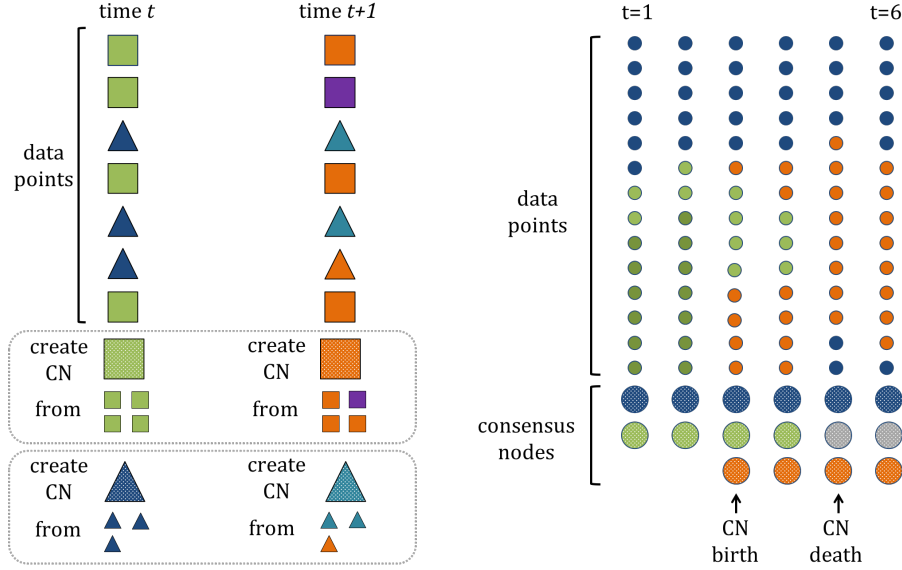 time t
time t+1
data
points
create
CN
from
create
CN
from
create
CN
from
create
CN
from
t=1
t=6
data
points
consensus
nodes
CN
birth
CN
death